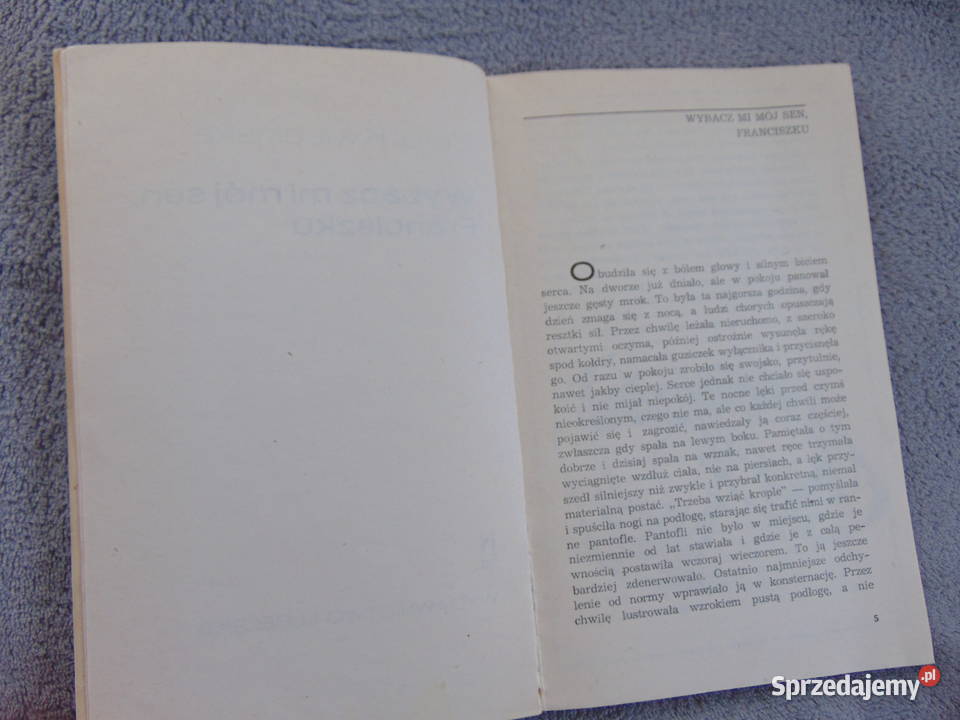 WYBACZ MI MÓJ SEN,
FRANCISZKU
Obudziła się z bólem głowy i silnym biciem
serca. Na dworze już dniało, ale w pokoju panował
jeszcze gęsty mrok. To była ta najgorsza godzina, gdy
dzień zmaga się z nocą, a ludzi chorych opuszczają
resztki sił. Przez chwilę leżała nieruchomo, z szeroko
otwartymi oczyma, później ostrożnie wysunęła rękę
spod kołdry, namacała guziczek wyłącznika i przycisnęła
go. Od razu w pokoju zrobiło się swojsko, przytulnie,
nawet jakby cieplej. Serce jednak nie chciało się uspo-
koić i nie mijał niepokój. Te nocne lęki przed czymś
nieokreślonym, czego nie ma, ale co każdej chwili może
pojawić się i zagrozić, nawiedzały ją coraz częściej,
zwłaszcza gdy spała na lewym boku. Pamiętała o tym
dobrze i dzisiaj spała na wznak, nawet ręce trzymała
wyciągnięte wzdłuż ciała, nie na piersiach, a lęk przy-
szedł silniejszy niż zwykle i przybrał konkretną, niemal
materialną postać. „Trzeba wziąć krople” — pomyślała
i spuściła nogi na podłogę, starając się trafić nimi w ran-
ne pantofle. Pantofli nie było w miejscu, gdzie je
niezmiennie od lat stawiała i gdzie je z całą pe-
wnością postawiła wczoraj wieczorem. To ją jeszcze
bardziej zdenerwowało. Ostatnio najmniejsze odchy-
lenie od normy wprawiało ją w konsternację. Przez
chwilę lustrowała wzrokiem pustą podłogę, a nie
5
wybacz mi mój sen,
Franciszku
Sprzedajemy.pl